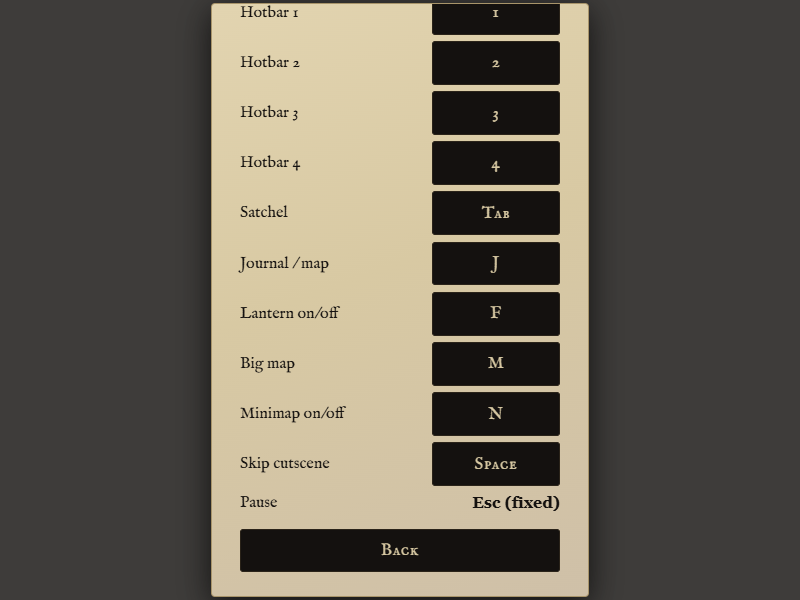 Hotbar 1 1
Hotbar 2 2
Hotbar 3 3
Hotbar 4 4
Satchel Tab
Journal / map J
Lantern on/off F
Big map M
Minimap on/off N
Skip cutscene Space
Pause Esc (fixed)
Back